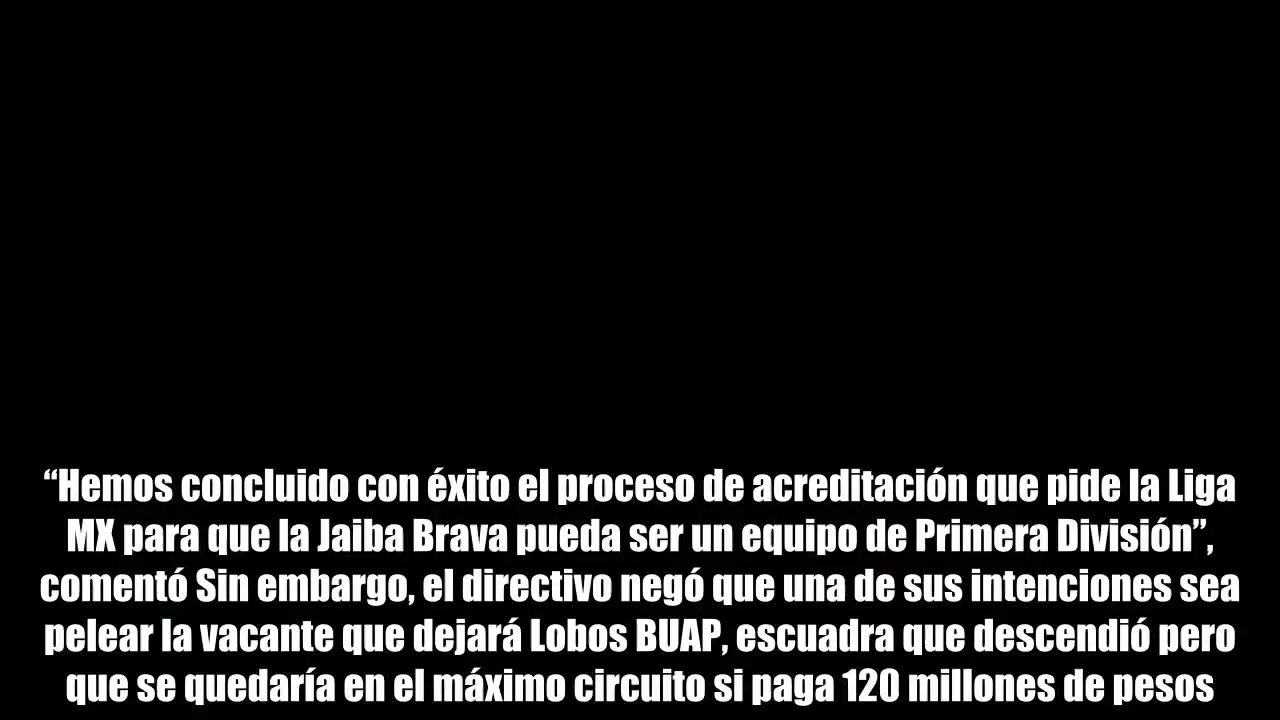 “Hemos concluido con éxito el proceso de acreditación que pide la Liga
MX para que la Jaiba Brava pueda ser un equipo de Primera División”,
comentó Sin embargo, el directivo negó que una de sus intenciones sea
pelear la vacante que dejará Lobos BUAP, escuadra que descendió pero
que se quedaría en el máximo circuito si paga 120 millones de pesos